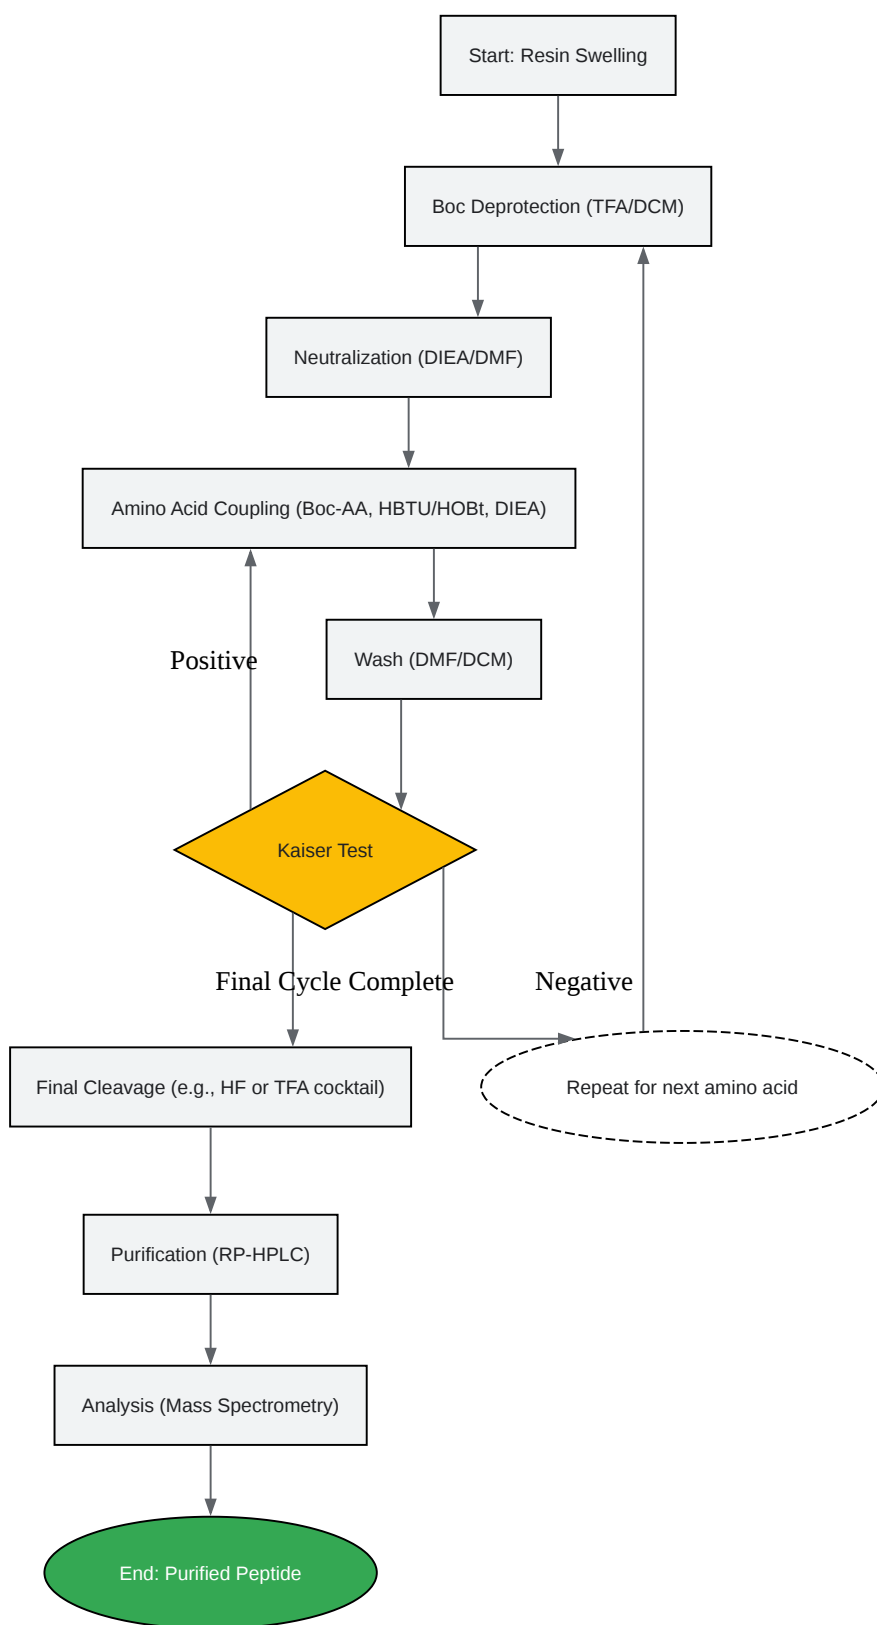 Start: Resin Swelling
Boc Deprotection (TFA/DCM)
Neutralization (DIEA/DMF)
Amino Acid Coupling (Boc-AA, HBTU/HOBt, DIEA)
Positive
Wash (DMF/DCM)
Kaiser Test
Final Cycle Complete
Negative
Final Cleavage (e.g., HF or TFA cocktail)
Repeat for next amino acid
Purification (RP-HPLC)
Analysis (Mass Spectrometry)
End: Purified Peptide